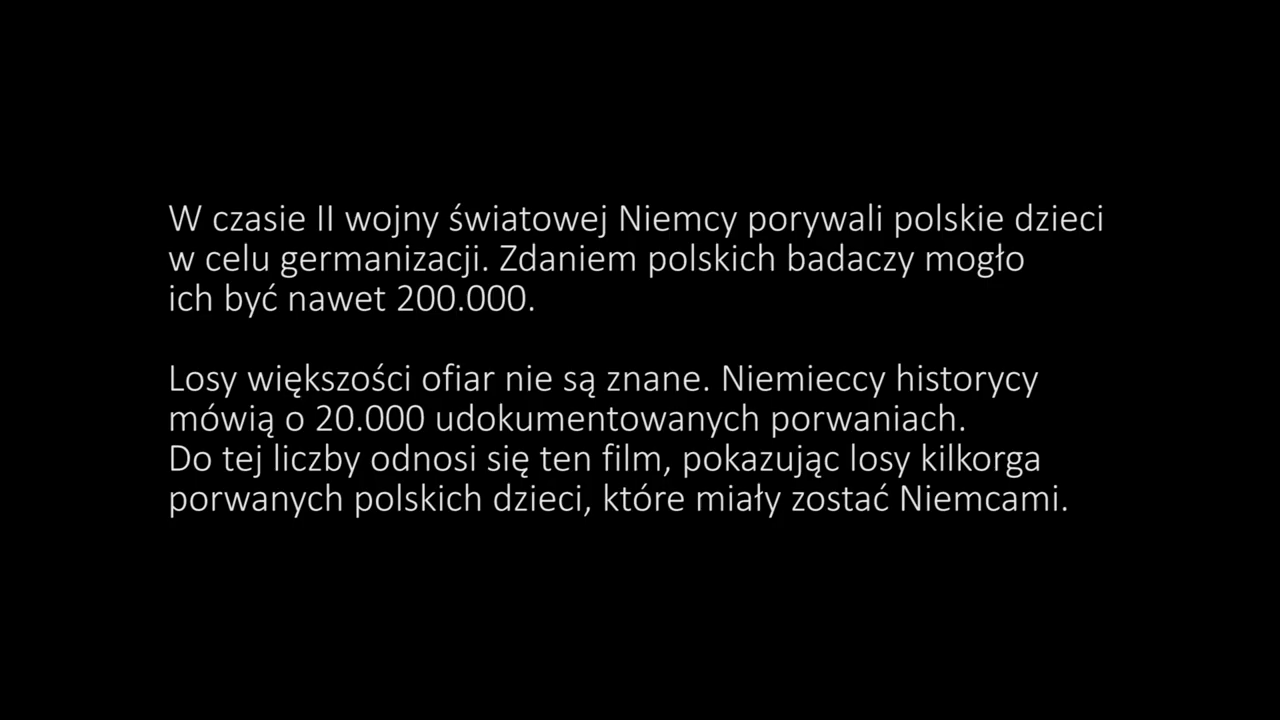 W czasie II wojny światowej Niemcy porywali polskie dzieci
w celu germanizacji. Zdaniem polskich badaczy mogło
ich być nawet 200.000.
Losy większości ofiar nie są znane. Niemieccy historycy
mówią o 20.000 udokumentowanych porwaniach.
Do tej liczby odnosi się ten film, pokazując losy kilkorga
porwanych polskich dzieci, które miały zostać Niemcami.